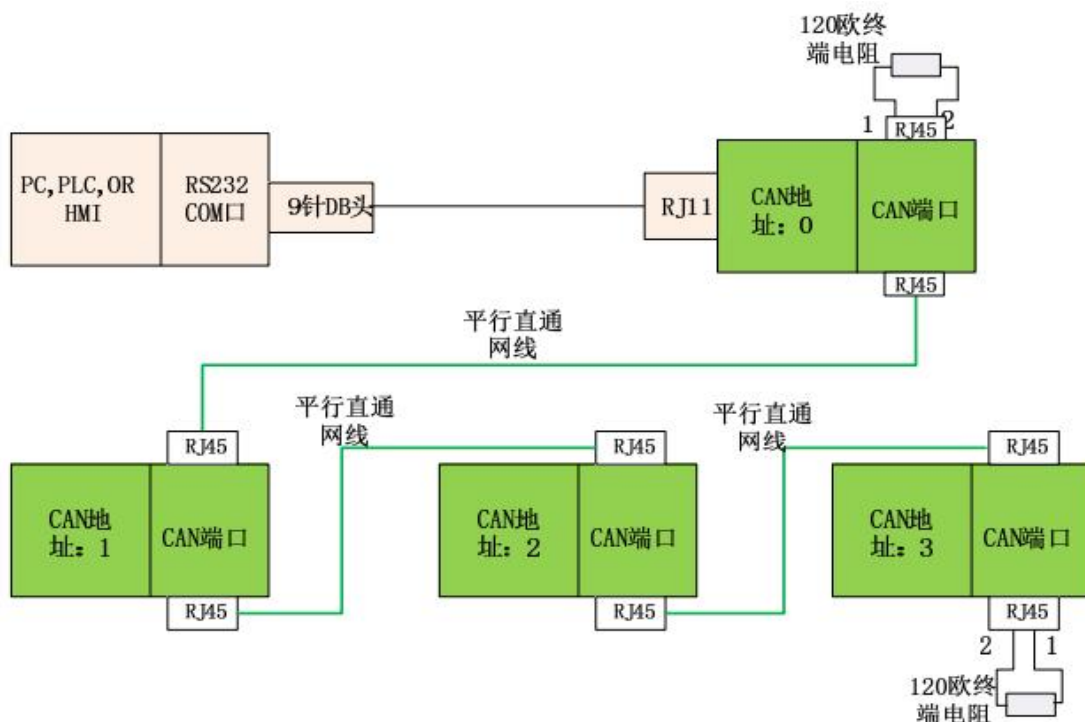 120欧终
端电阻
1
RJ45
2
PC,PLC,OR
HMI
RS232
COM口
9针DB头
RJ11
CAN地
址：0
CAN端口
RJ45
平行直通
网线
平行直通
网线
平行直通
网线
RJ45
RJ45
RJ45
CAN地
址：1
CAN端口
CAN地
址：2
CAN端口
CAN地
址：3
CAN端口
RJ45
RJ45
RJ45
2
1
120欧终
端电阻